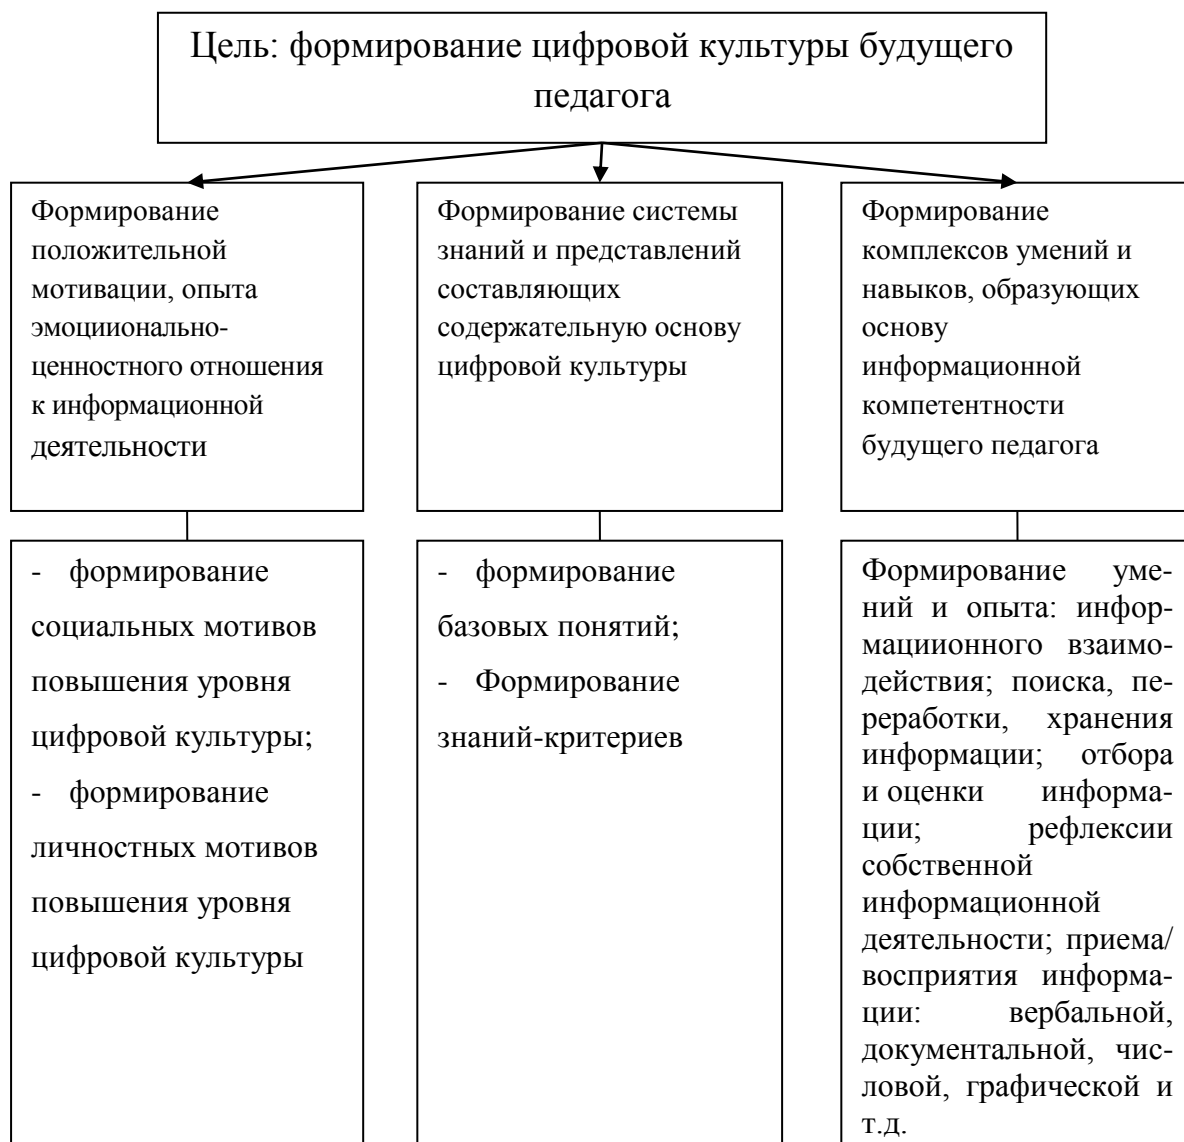 Цель: формирование цифровой культуры будущего
педагога
Формирование
положительной
мотивации, опыта
эмоциионально-
ценностного отношения
к информационной
деятельности
Формирование системы
знаний и представлений
составляющих
содержательную основу
цифровой культуры
Формирование
комплексов умений и
навыков, образующих
основу
информационной
компетентности
будущего педагога
- формирование
социальных мотивов
повышения уровня
цифровой культуры;
- формирование
личностных мотивов
повышения уровня
цифровой культуры
- формирование
базовых понятий;
- Формирование
знаний-критериев
Формирование уме-
ний и опыта: инфор-
мациионного взаимо-
действия; поиска, пе-
реработки, хранения
информации; отбора
и оценки информа-
ции; рефлексии
собственной
информационной
деятельности; приема/
восприятия информа-
ции: вербальной,
документальной, чис-
ловой, графической и
т.д.